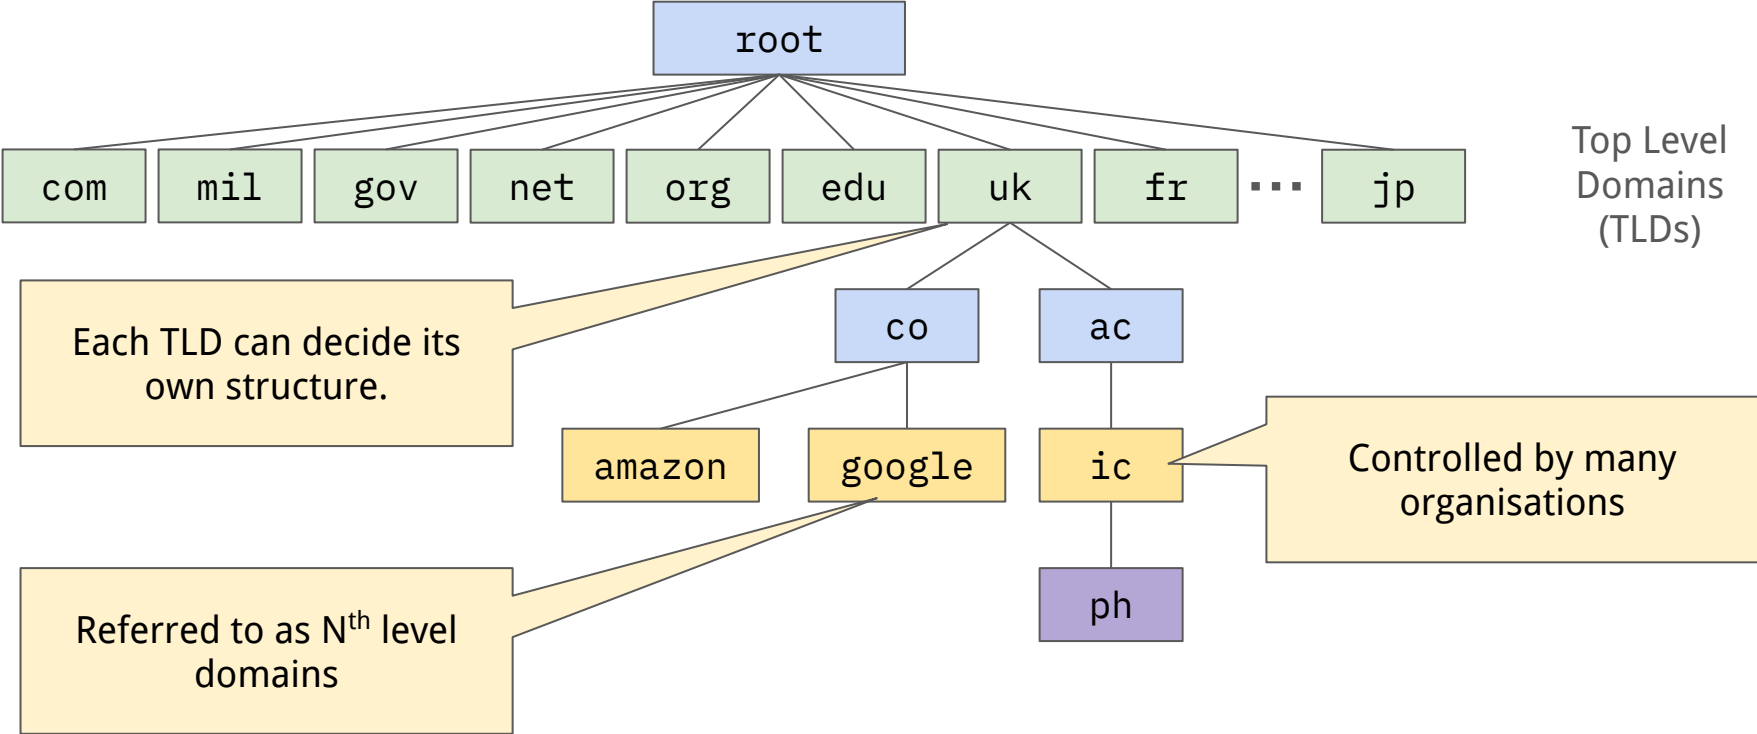 root
com mil gov net org edu uk fr ... jp
Top Level
Domains
(TLDs)
Each TLD can decide its
own structure.
co ac
amazon google ic
Controlled by many
organisations
ph
Referred to as Nth level
domains